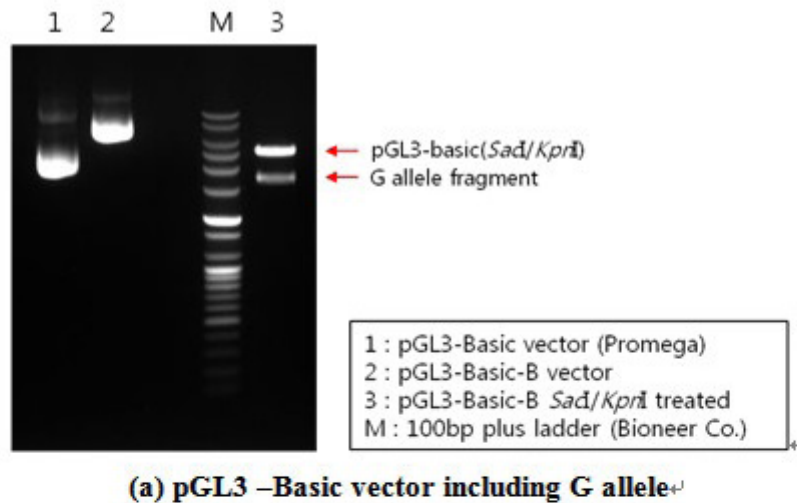 1 2 M 3
pGL3-basic(SacI/KpnI)
G allele fragment
1 : pGL3-Basic vector (Promega)
2 : pGL3-Basic-B vector
3 : pGL3-Basic-B SacI/KpnI treated
M : 100bp plus ladder (Bioneer Co.)
(a) pGL3 –Basic vector including G allele